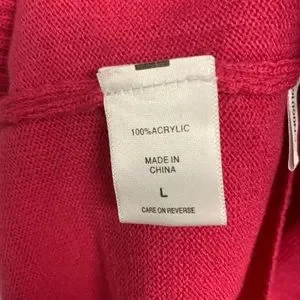 100%ACRYLIC
MADE IN
CHINA
L
CARE ON REVERSE